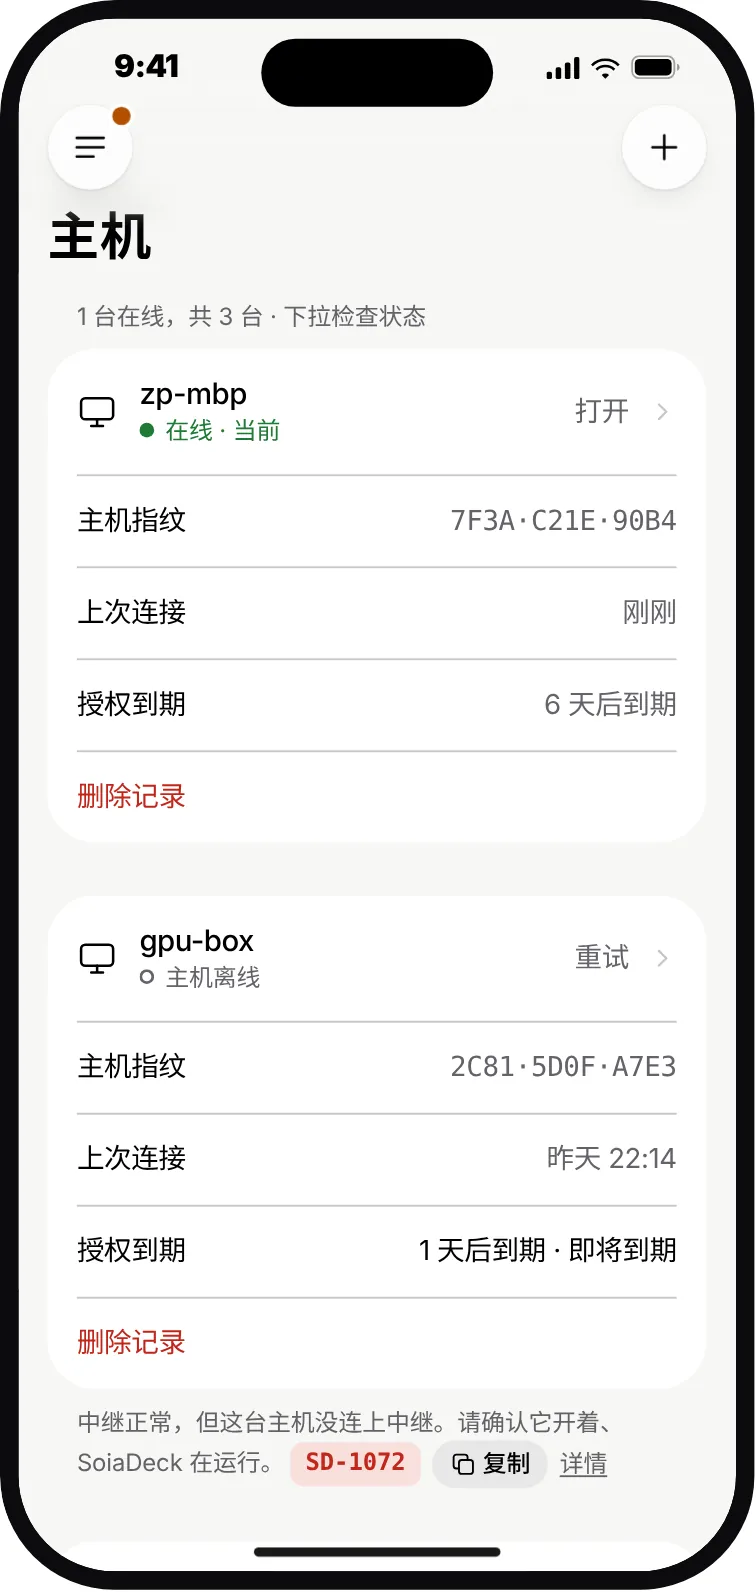 9:41
主机
1 台在线，共 3 台 · 下拉检查状态
zp-mbp
打开
在线 · 当前
主机指纹 7F3A·C21E·90B4
上次连接 刚刚
授权到期 6 天后到期
删除记录
gpu-box
重试
主机离线
主机指纹 2C81·5D0F·A7E3
上次连接 昨天 22:14
授权到期 1 天后到期 · 即将到期
删除记录
中继正常，但这台主机没连上中继。请确认它开着、
SoiaDeck 在运行。 SD-1072 复制 详情